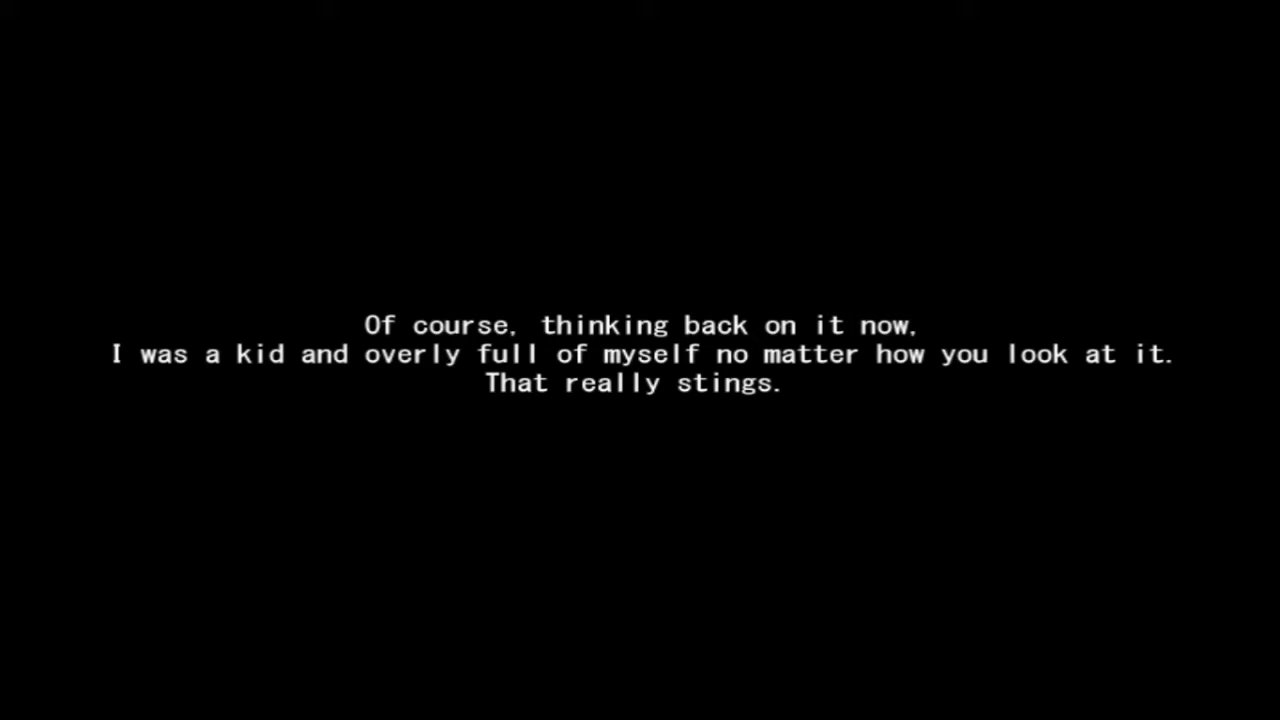 Of course, thinking back on it now,
I was a kid and overly full of myself no matter how you look at it.
That really stings.